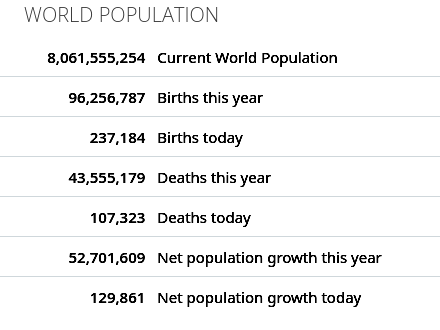 WORLD POPULATION
8,061,555,254 Current World Population
96,256,787 Births this year
237,184 Births today
43,555,179 Deaths this year
107,323 Deaths today
52,701,609 Net population growth this year
129,861 Net population growth today